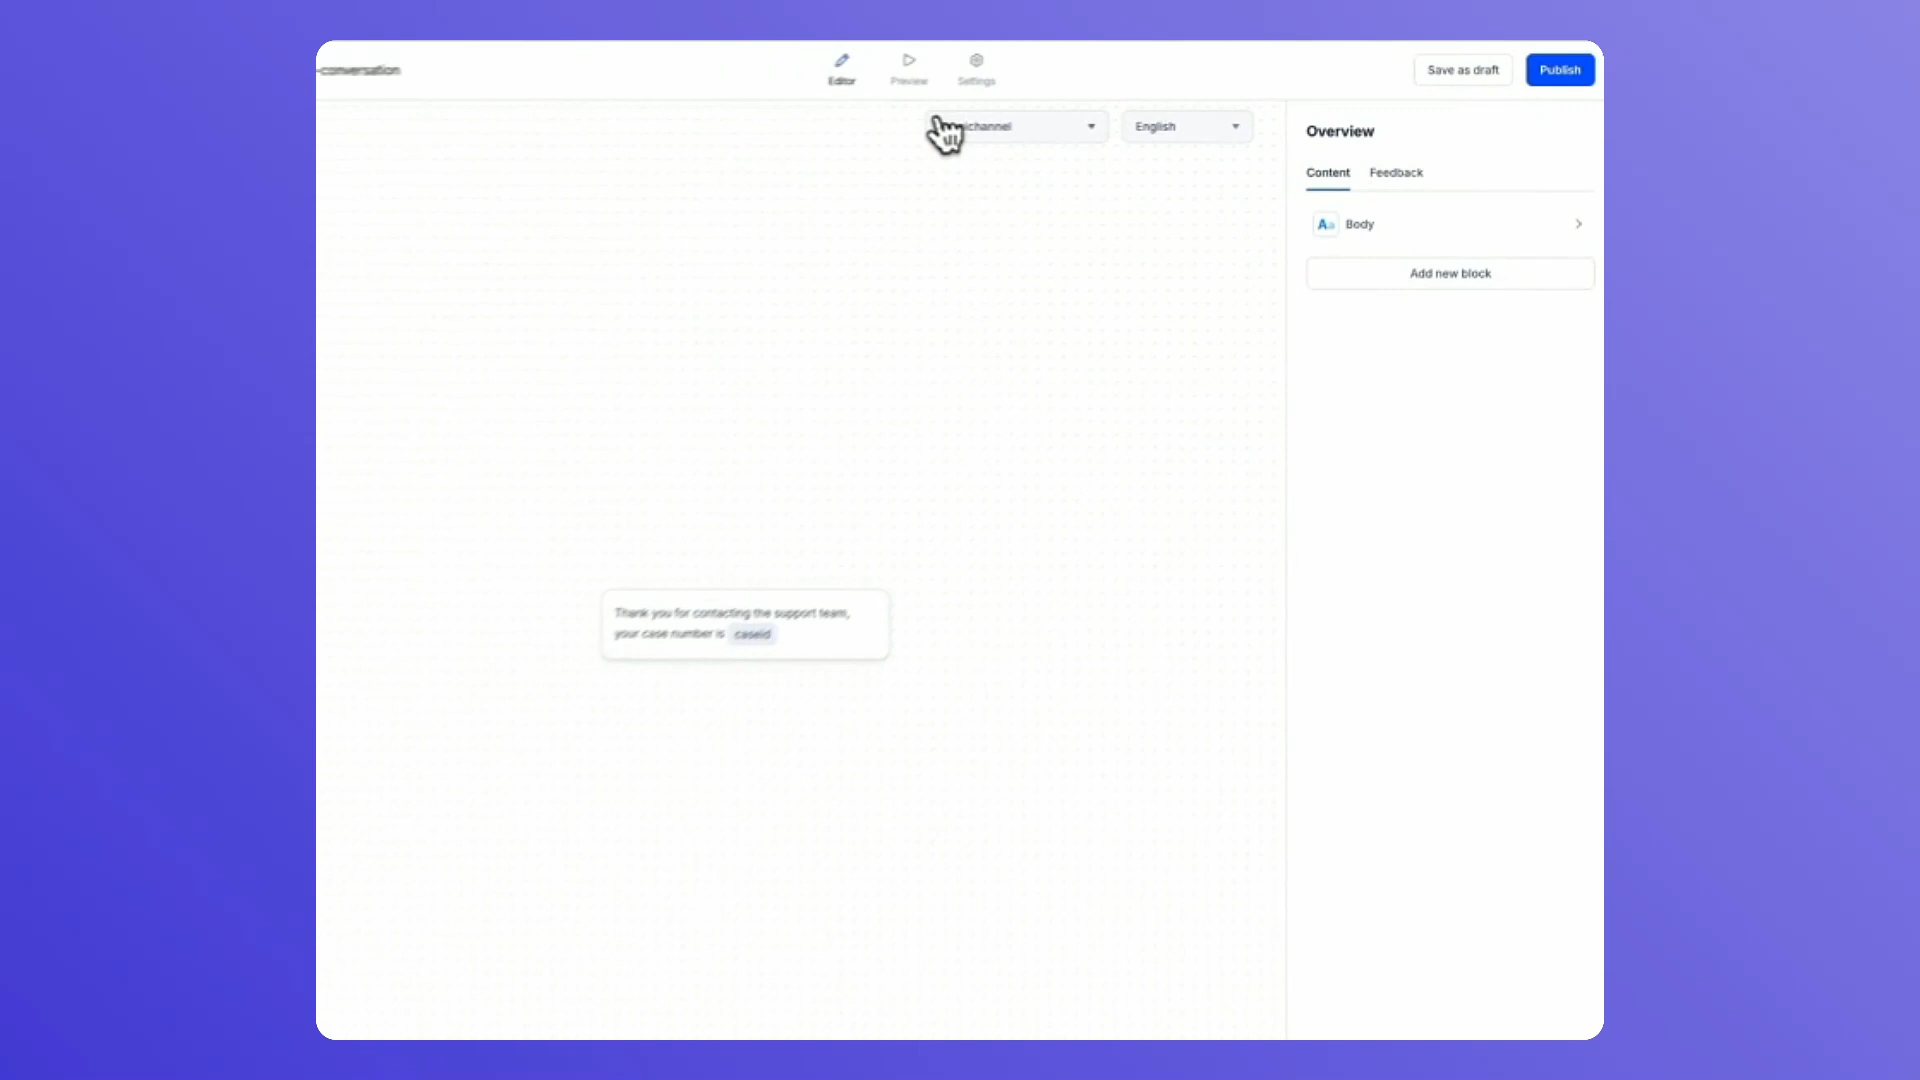 -conversation
Editor
Preview
Settings
Save as draft
Publish
English
Overview
Content
Feedback
Aa Body
Add new block
Thank you for contacting the support team,
your case number is caseid